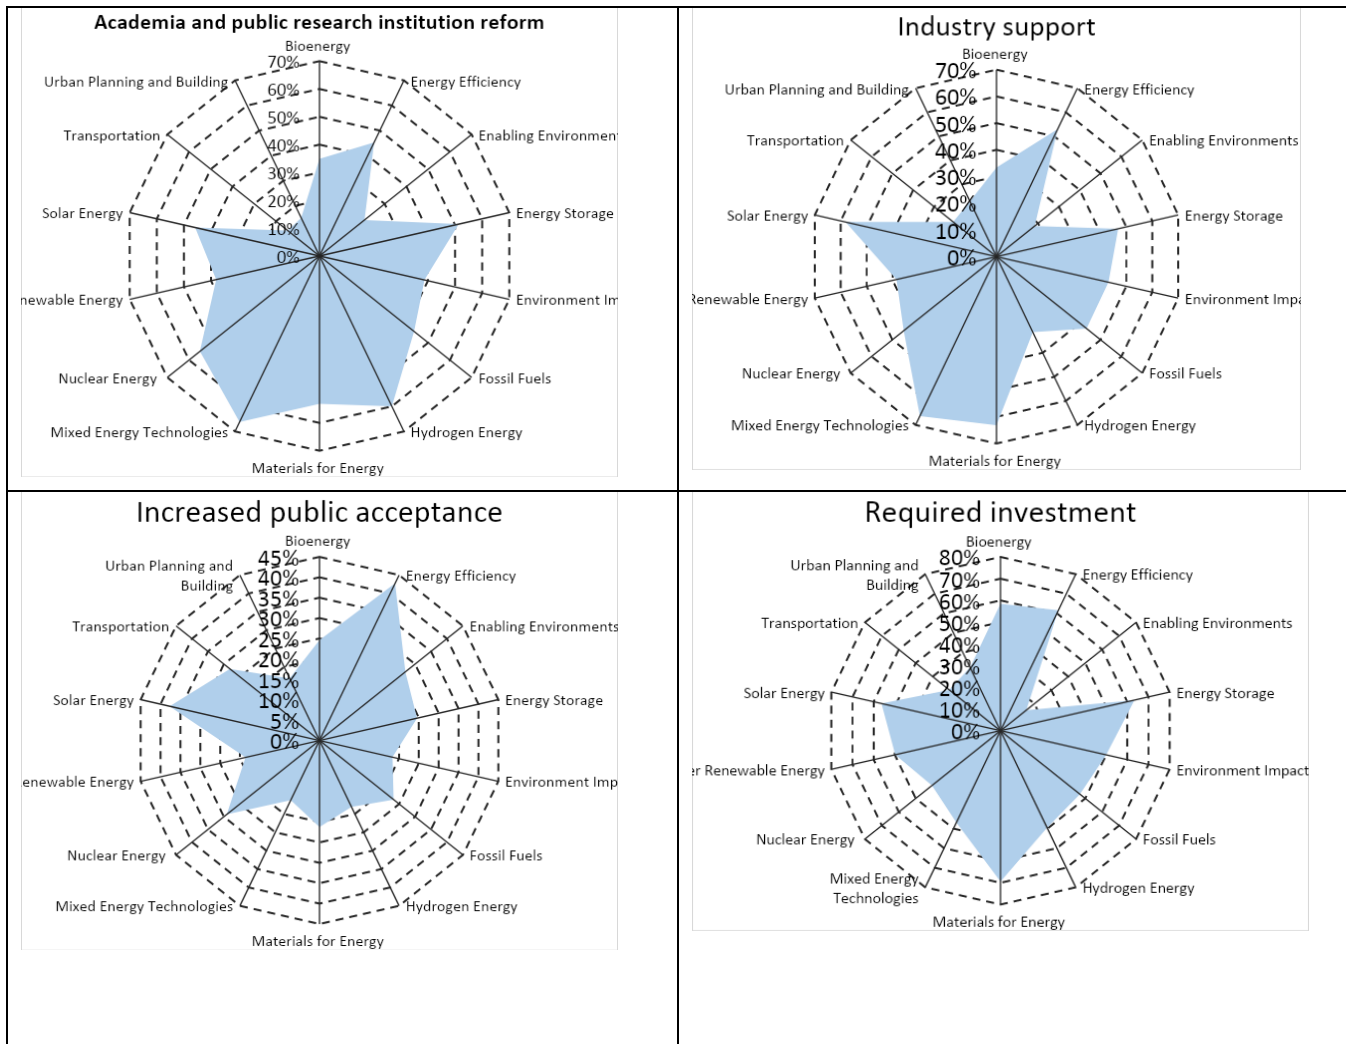 Academia and public research institution reform
Bioenergy
70%
60%
50%
40%
30%
20%
10%
0%
Energy Efficiency
Enabling Environmen
Energy Storage
Environment Im
Fossil Fuels
Hydrogen Energy
Materials for Energy
Mixed Energy Technologies
Nuclear Energy
newable Energy
Solar Energy
Transportation
Urban Planning and Building
Industry support
Bioenergy
70%
60%
50%
40%
30%
20%
10%
0%
Energy Efficiency
Enabling Environments
Energy Storage
Environment Impa
Fossil Fuels
Hydrogen Energy
Materials for Energy
Mixed Energy Technologies
Nuclear Energy
Renewable Energy
Solar Energy
Transportation
Urban Planning and Building
Increased public acceptance
Bioenergy
45%
40%
35%
30%
25%
20%
15%
10%
5%
0%
Energy Efficiency
Enabling Environments
Energy Storage
Environment Imp
Fossil Fuels
Hydrogen Energy
Materials for Energy
Mixed Energy Technologies
Nuclear Energy
enewable Energy
Solar Energy
Transportation
Urban Planning and
Building
Required investment
Bioenergy
80%
70%
60%
50%
40%
30%
20%
10%
0%
Energy Efficiency
Enabling Environments
Energy Storage
Environment Impact
Fossil Fuels
Hydrogen Energy
Materials for Energy
Mixed Energy
Technologies
Nuclear Energy
er Renewable Energy
Solar Energy
Transportation
Urban Planning and
Building